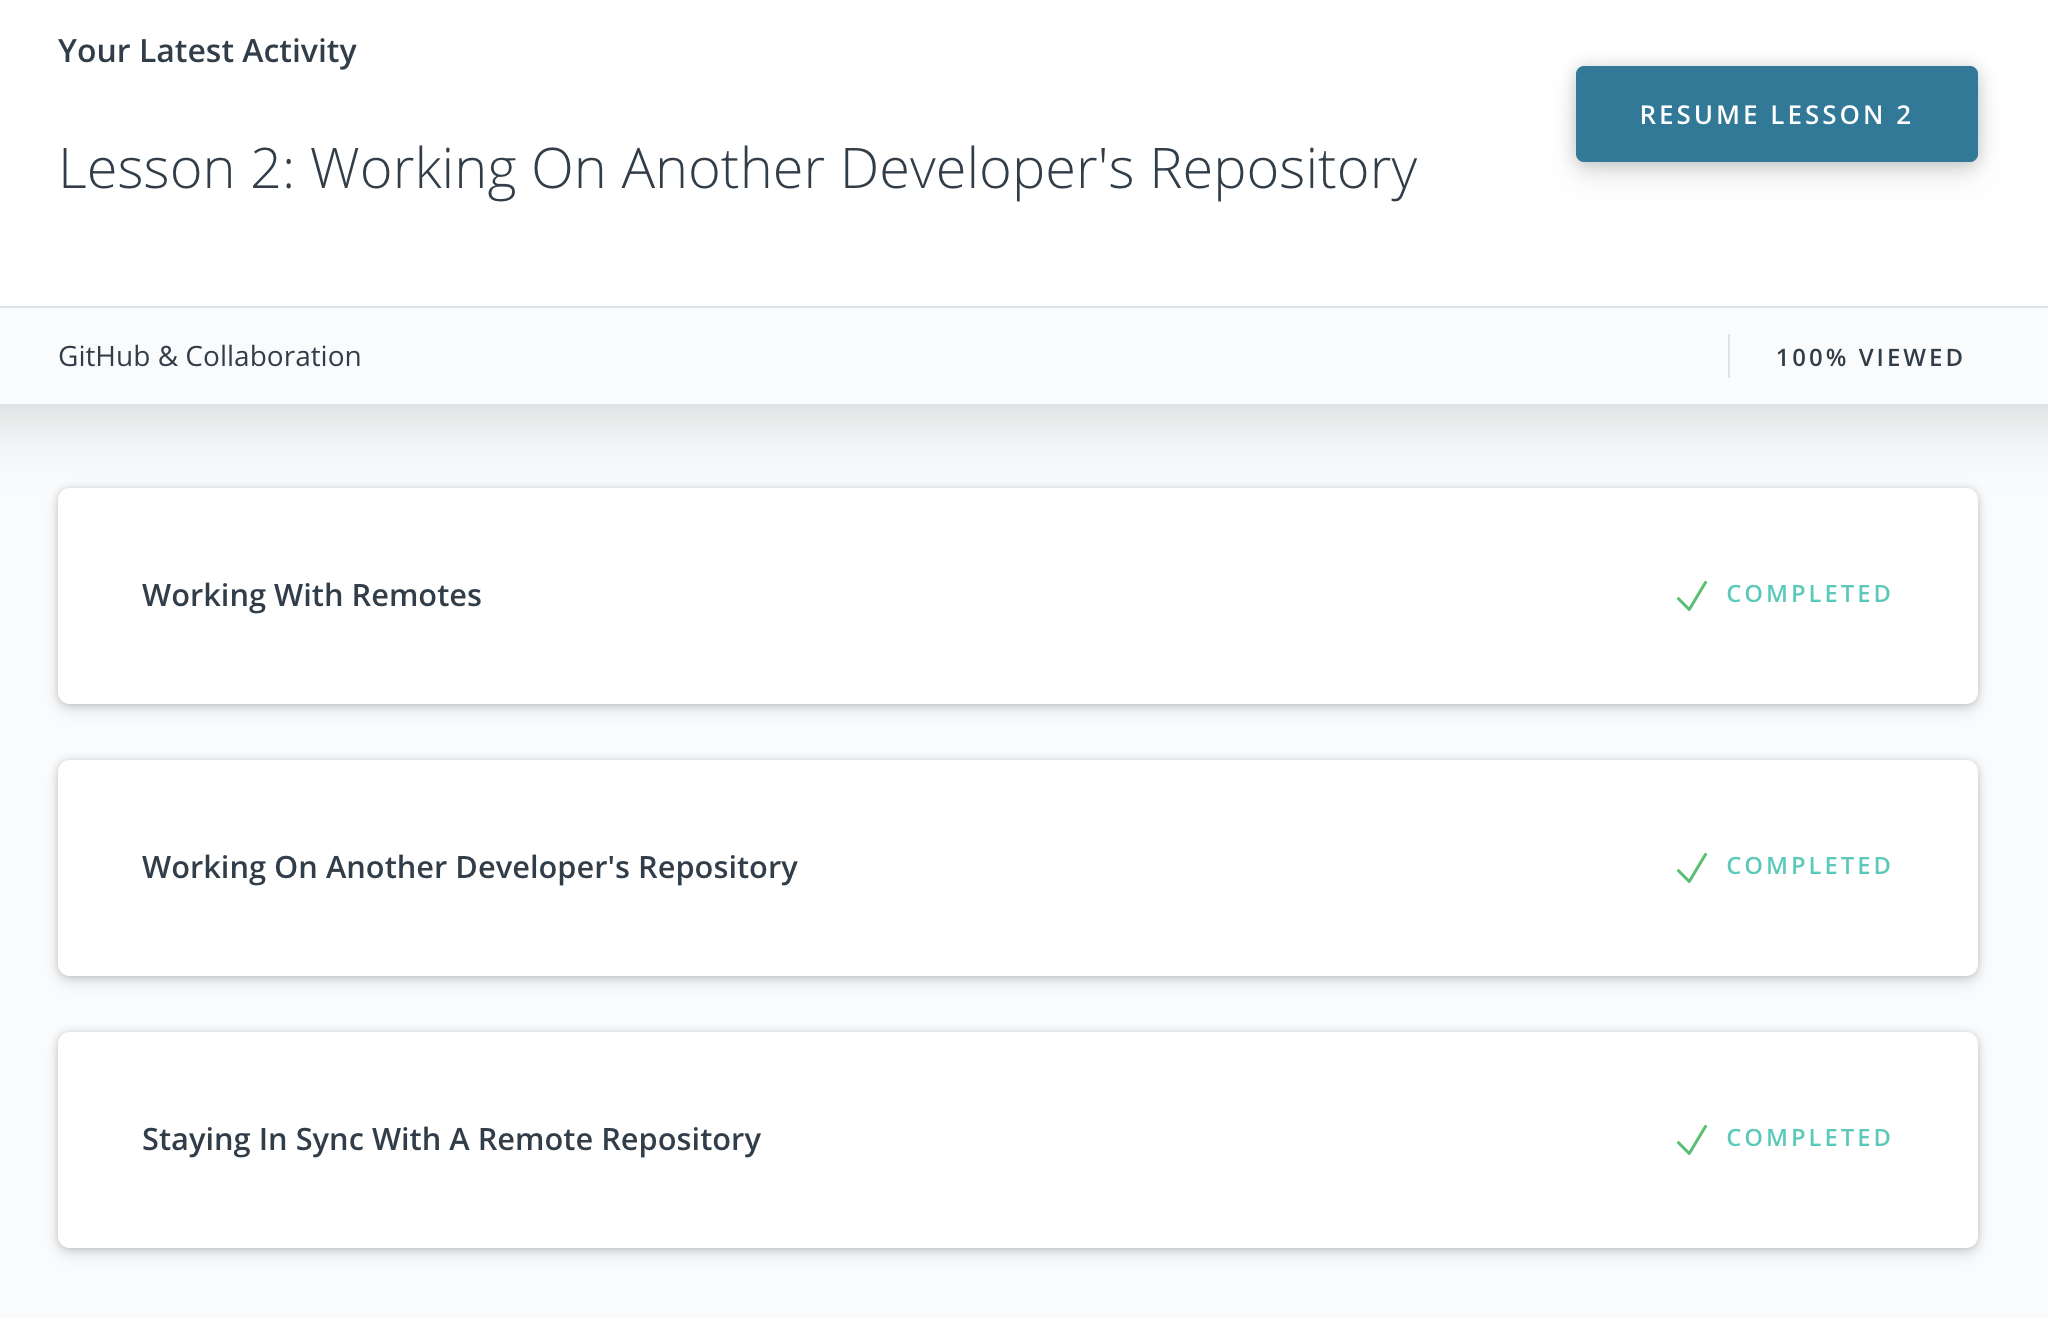 Your Latest Activity
RESUME LESSON 2
Lesson 2: Working On Another Developer's Repository
GitHub & Collaboration
100% VIEWED
Working With Remotes
COMPLETED
Working On Another Developer's Repository
COMPLETED
Staying In Sync With A Remote Repository
COMPLETED